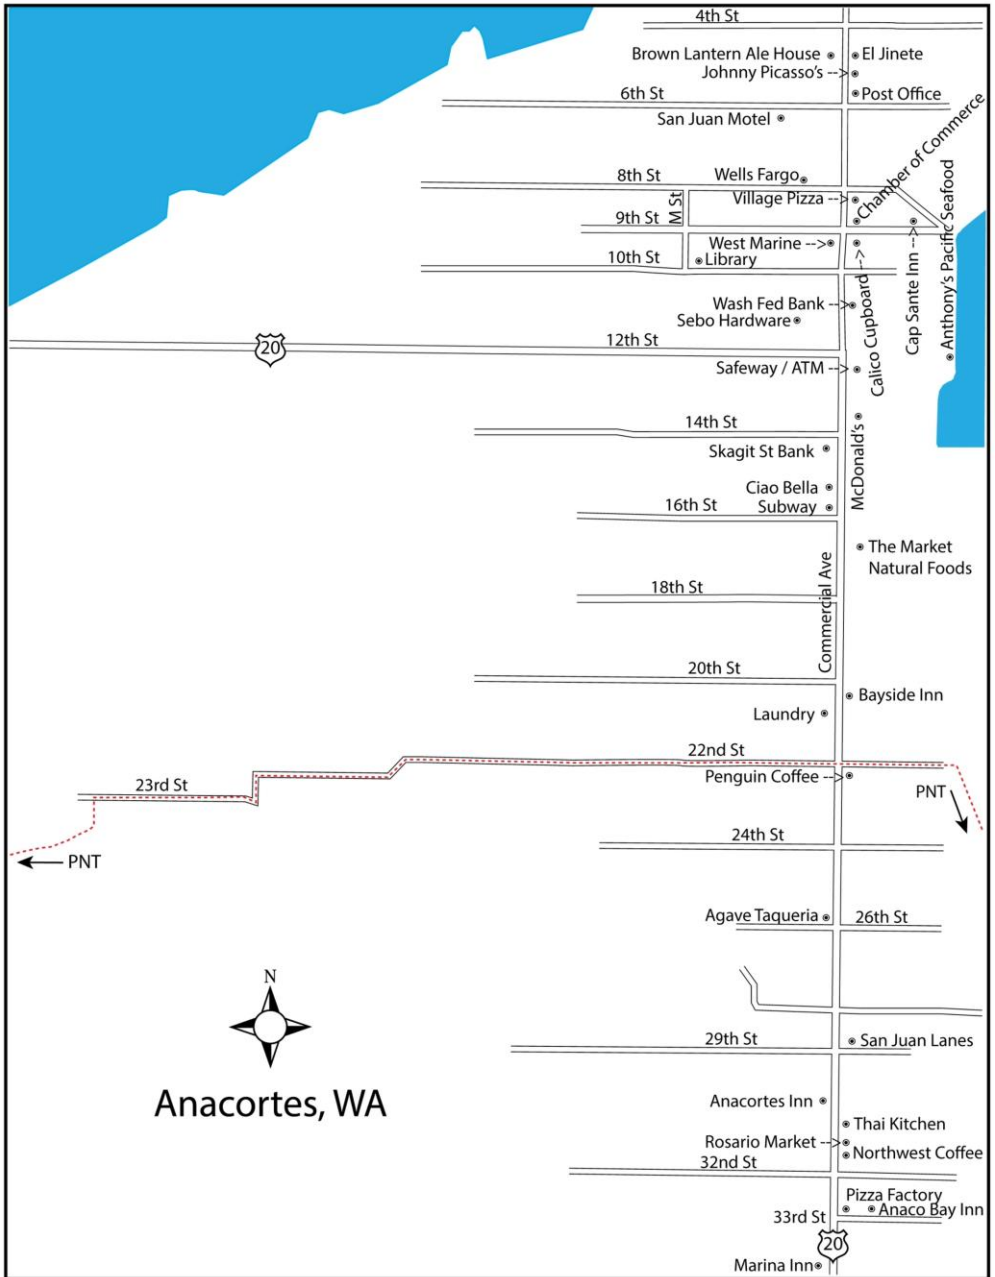 4th St
Brown Lantern Ale House
El Jinete
Johnny Picasso's -->
6th St
Post Office
San Juan Motel
Chamber of Commerce
8th St
Wells Fargo
M St
Village Pizza -->
9th St
West Marine -->
10th St
Library
Calico Cupboard -->
Cap Sante Inn -->
Anthony's Pacific Seafood
Wash Fed Bank -->
Sebo Hardware
20
12th St
Safeway / ATM -->
14th St
McDonald's
Skagit St Bank
Ciao Bella
16th St
Subway
The Market
Natural Foods
Commercial Ave
18th St
20th St
Bayside Inn
Laundry
22nd St
23rd St
Penguin Coffee -->
PNT
24th St
PNT
Agave Taqueria
26th St
N
29th St
San Juan Lanes
Anacortes, WA
Anacortes Inn
Thai Kitchen
Rosario Market -->
Northwest Coffee
32nd St
Pizza Factory
Anaco Bay Inn
33rd St
20
Marina Inn